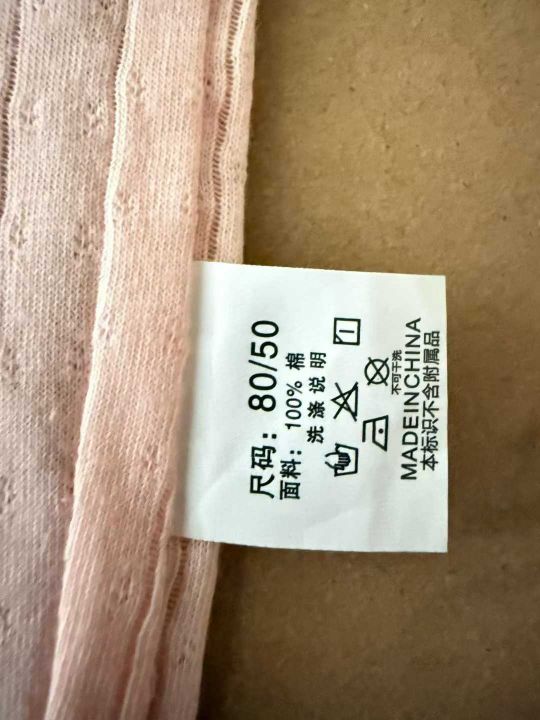 尺码：80/50
面料：100% 棉
洗涤说明
不可干洗
MADEINCHINA
本标识不含附属品